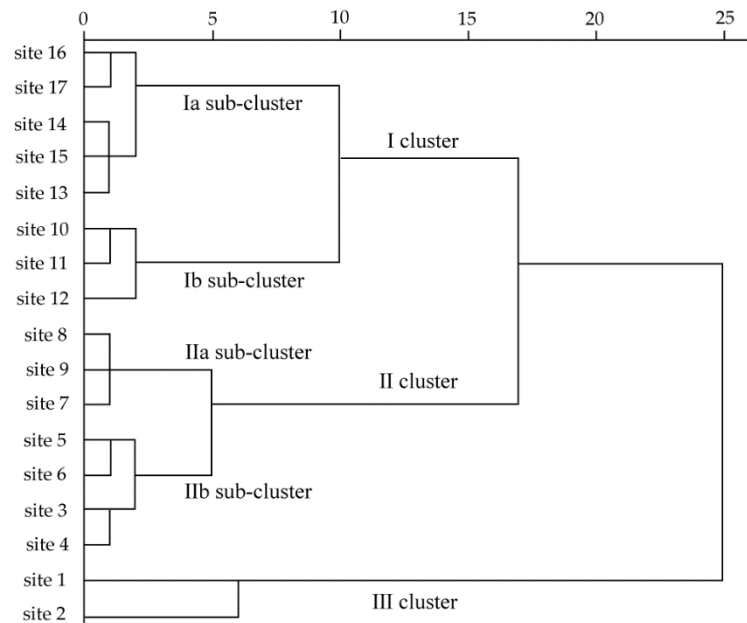 0 5 10 15 20 25
site 16
site 17
Ia sub-cluster
site 14
I cluster
site 15
site 13
site 10
site 11
Ib sub-cluster
site 12
site 8
IIa sub-cluster
site 9
II cluster
site 7
site 5
site 6
IIb sub-cluster
site 3
site 4
site 1
III cluster
site 2